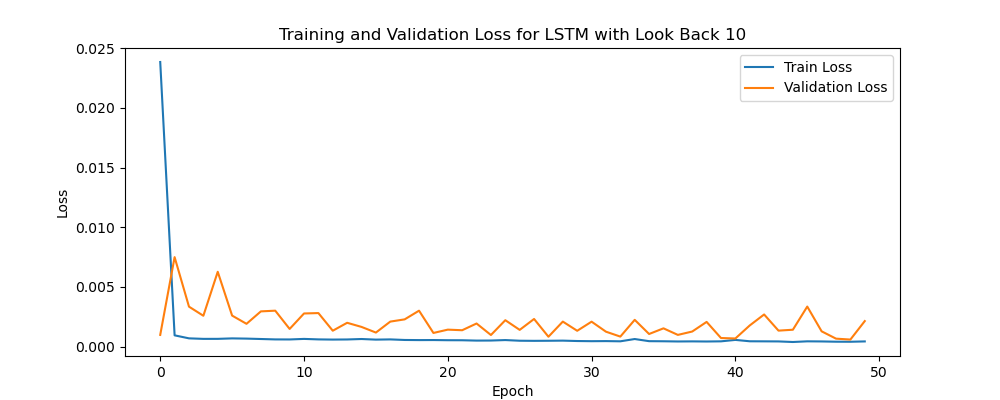 Training and Validation Loss for LSTM with Look Back 10
0.025
0.020
0.015
0.010
0.005
0.000
Loss
Train Loss
Validation Loss
0 10 20 30 40 50
Epoch